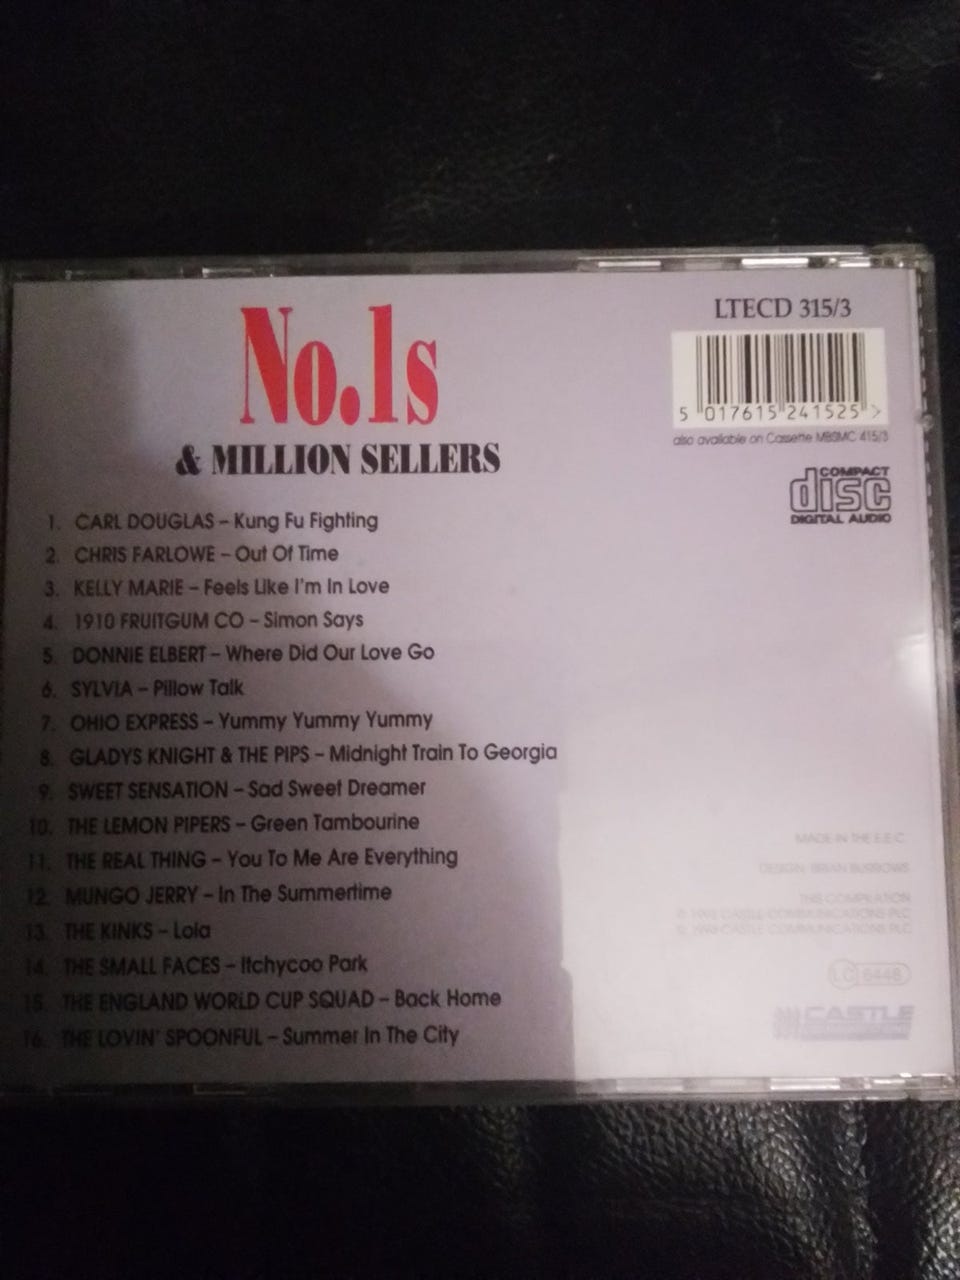 No.1s
& MILLION SELLERS
LTECD 315/3
5 017615 241525 >
also available on Cassette MBSMC 415/3
COMPACT
disc
DIGITAL AUDIO
1. CARL DOUGLAS – Kung Fu Fighting
2. CHRIS FARLOWE – Out Of Time
3. KELLY MARIE – Feels Like I'm In Love
4. 1910 FRUITGUM CO – Simon Says
5. DONNIE ELBERT – Where Did Our Love Go
6. SYLVIA – Pillow Talk
7. OHIO EXPRESS – Yummy Yummy Yummy
8. GLADYS KNIGHT & THE PIPS – Midnight Train To Georgia
9. SWEET SENSATION – Sad Sweet Dreamer
10. THE LEMON PIPERS – Green Tambourine
11. THE REAL THING – You To Me Are Everything
12. MUNGO JERRY – In The Summertime
13. THE KINKS – Lola
14. THE SMALL FACES – Itchycoo Park
15. THE ENGLAND WORLD CUP SQUAD – Back Home
16. THE LOVIN' SPOONFUL – Summer In The City
MADE IN THE E.E.C.
DESIGN: BRIAN BURROWS
THIS COMPILATION
CASTLE COMMUNICATIONS PLC
CASTLE COMMUNICATIONS PLC
LC 6448
CASTLE